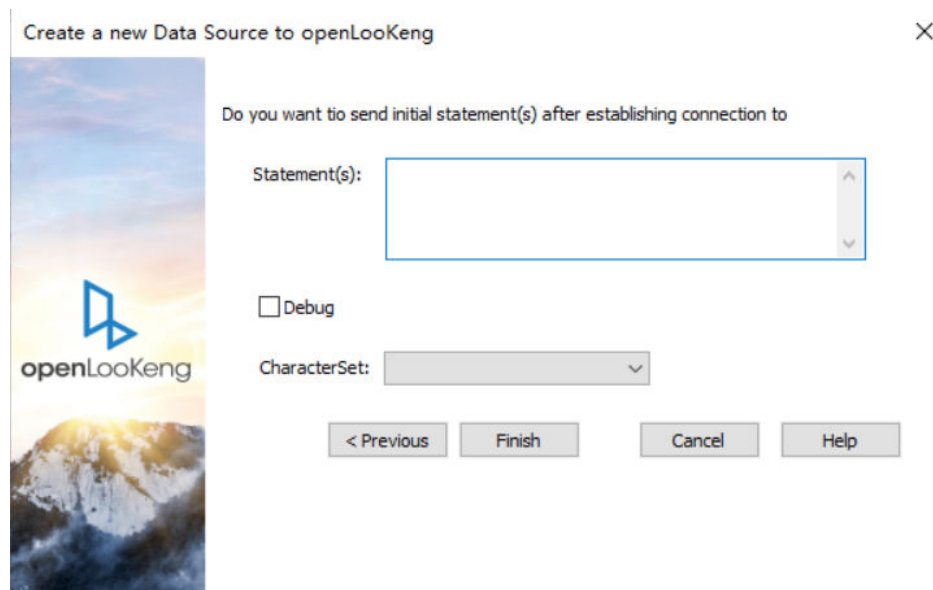 Create a new Data Source to openLooKeng
Do you want tio send initial statement(s) after establishing connection to
Statement(s):
Debug
openLooKeng
CharacterSet:
< Previous Finish Cancel Help